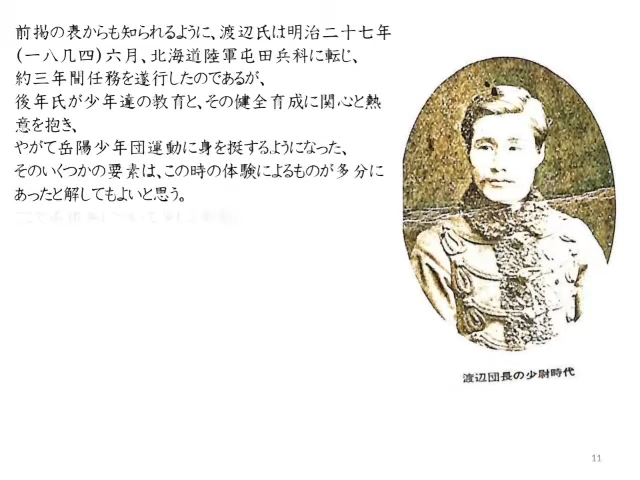 前掲の表からも知られるように、渡辺氏は明治二十七年
(一八九四)六月、北海道陸軍屯田兵科に転じ、
約三年間任務を遂行したのであるが、
後年氏が少年達の教育と、その健全育成に関心と熱
意を抱き、
やがて岳陽少年団運動に身を挺するようになった、
そのいくつかの要素は、この時の体験によるものが多分に
あったと解してもよいと思う。
渡辺団長の少尉時代
11